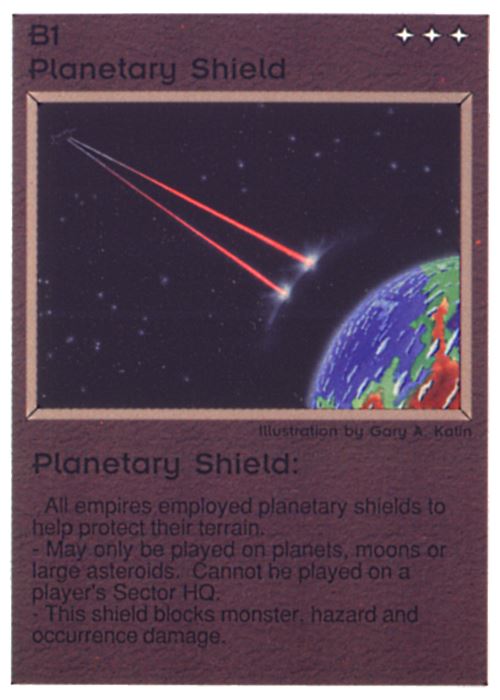 B1
Planetary Shield
Illustration by Gary A. Kalin
Planetary Shield:
All empires employed planetary shields to
help protect their terrain.
- May only be played on planets, moons or
large asteroids. Cannot be played on a
player's Sector HQ.
- This shield blocks monster, hazard and
occurrence damage.